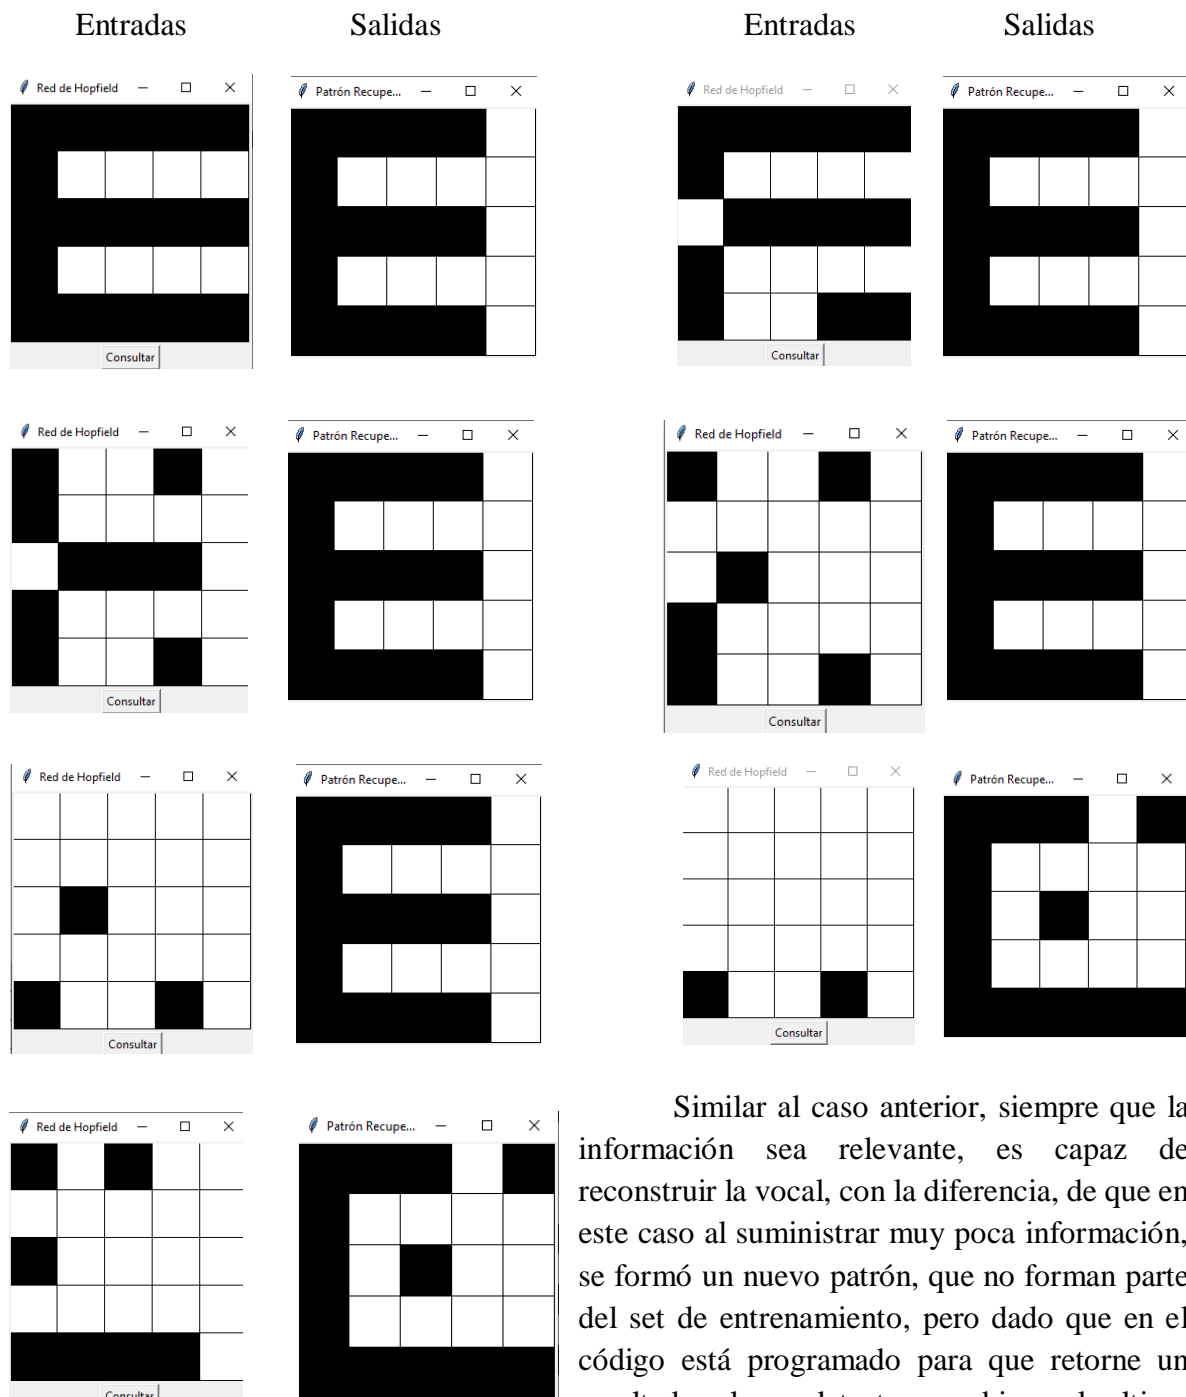 Entradas Salidas Entradas Salidas
Red de Hopfield Patrón Recupe... Red de Hopfield Patrón Recupe...
Consultar Consultar
Red de Hopfield Patrón Recupe... Red de Hopfield Patrón Recupe...
Consultar Consultar
Red de Hopfield Patrón Recupe... Red de Hopfield Patrón Recupe...
Consultar Consultar
Red de Hopfield Patrón Recupe...
Consultar
Similar al caso anterior, siempre que la
información sea relevante, es capaz de
reconstruir la vocal, con la diferencia, de que en
este caso al suministrar muy poca información,
se formó un nuevo patrón, que no forman parte
del set de entrenamiento, pero dado que en el
código está programado para que retorne un